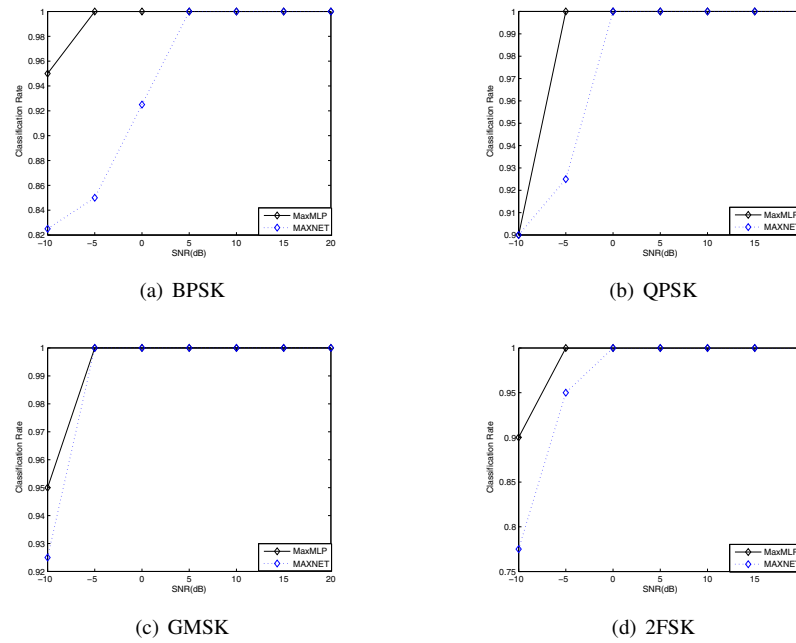 1
0.98
0.96
0.94
0.92
0.9
0.88
0.86
0.84
0.82
Classification Rate
−10 −5 0 5 10 15 20
SNR(dB)
MaxMLP
MAXNET
(a) BPSK
1
0.99
0.98
0.97
0.96
0.95
0.94
0.93
0.92
0.91
0.9
Classification Rate
−10 −5 0 5 10 15
SNR(dB)
MaxMLP
MAXNET
(b) QPSK
1
0.99
0.98
0.97
0.96
0.95
0.94
0.93
0.92
Classification Rate
−10 −5 0 5 10 15 20
SNR(dB)
MaxMLP
MAXNET
(c) GMSK
1
0.95
0.90
0.85
0.8
0.75
Classification Rate
−10 −5 0 5 10 15
SNR(dB)
MaxMLP
MAXNET
(d) 2FSK